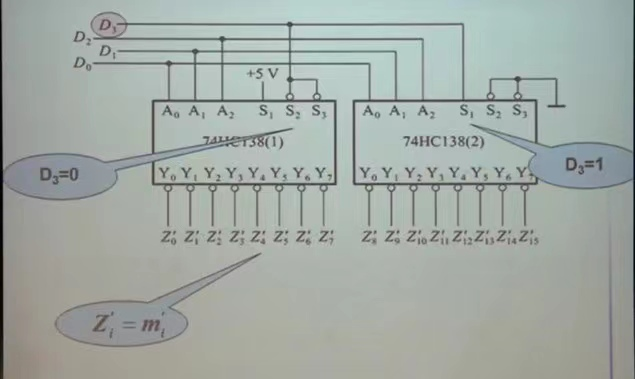 D₃
D₂
D₁
D₀
+5 V
A₀ A₁ A₂ S₁ S₂ S₃
A₀ A₁ A₂ S₁ S₂ S₃
74HC138(1)
74HC138(2)
D₃=0
D₃=1
Y₀ Y₁ Y₂ Y₃ Y₄ Y₅ Y₆ Y₇
Y₀ Y₁ Y₂ Y₃ Y₄ Y₅ Y₆ Y₇
Z′₀ Z′₁ Z′₂ Z′₃ Z′₄ Z′₅ Z′₆ Z′₇
Z′₈ Z′₉ Z′₁₀ Z′₁₁ Z′₁₂ Z′₁₃ Z′₁₄ Z′₁₅
Z′ᵢ = m′ᵢ